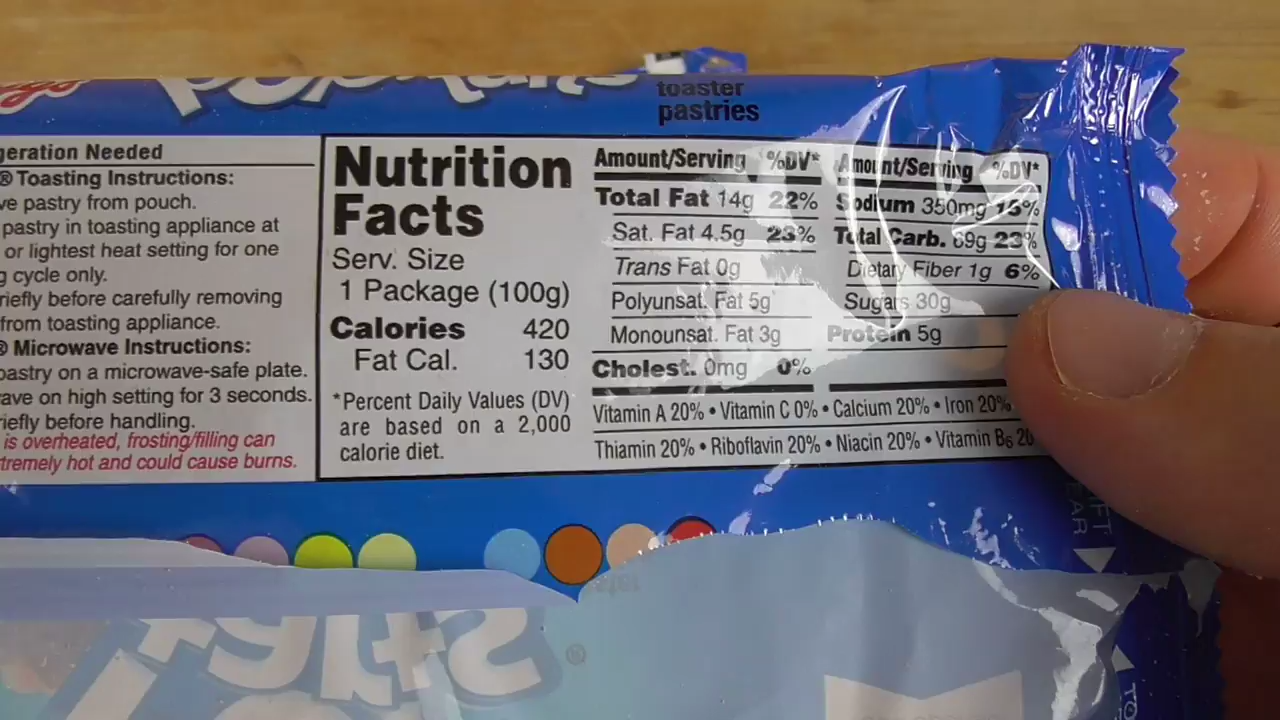 toaster
pastries
geration Needed
® Toasting Instructions:
ve pastry from pouch.
pastry in toasting appliance at
or lightest heat setting for one
g cycle only.
riefly before carefully removing
from toasting appliance.
® Microwave Instructions:
pastry on a microwave-safe plate.
ave on high setting for 3 seconds.
riefly before handling.
is overheated, frosting/filling can
tremely hot and could cause burns.
Nutrition
Facts
Serv. Size
1 Package (100g)
Calories 420
Fat Cal. 130
*Percent Daily Values (DV)
are based on a 2,000
calorie diet.
Amount/Serving %DV*
Total Fat 14g 22%
Sat. Fat 4.5g 23%
Trans Fat 0g
Polyunsat. Fat 5g
Monounsat. Fat 3g
Cholest. 0mg 0%
Amount/Serving %DV*
Sodium 350mg 15%
Total Carb. 69g 23%
Dietary Fiber 1g 6%
Sugars 30g
Protein 5g
Vitamin A 20% • Vitamin C 0% • Calcium 20% • Iron 20%
Thiamin 20% • Riboflavin 20% • Niacin 20% • Vitamin B6 20